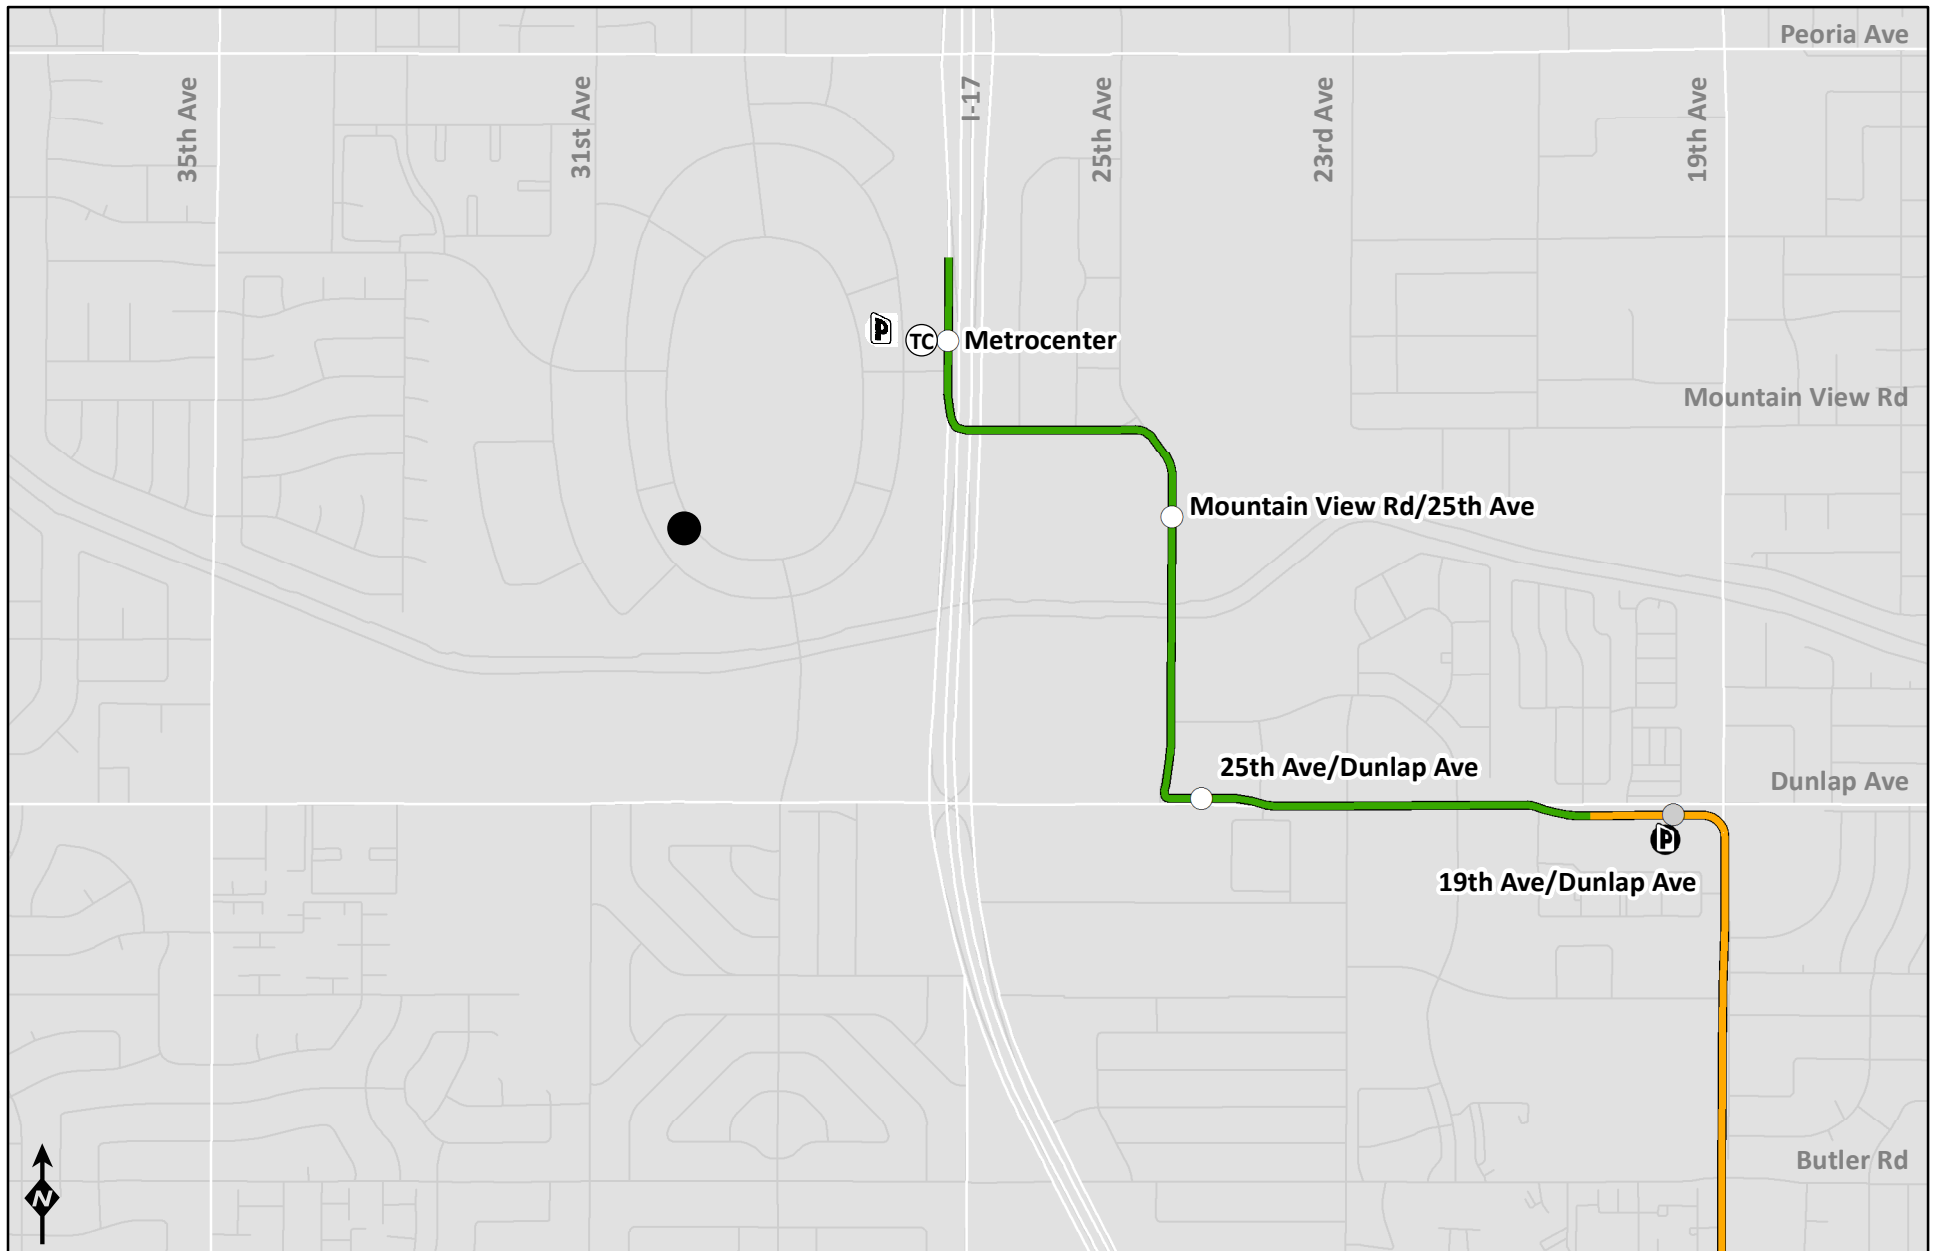 Peoria Ave
35th Ave
31st Ave
I-17
25th Ave
23rd Ave
19th Ave
P
TC
Metrocenter
Mountain View Rd
Mountain View Rd/25th Ave
25th Ave/Dunlap Ave
Dunlap Ave
P
19th Ave/Dunlap Ave
Butler Rd
N